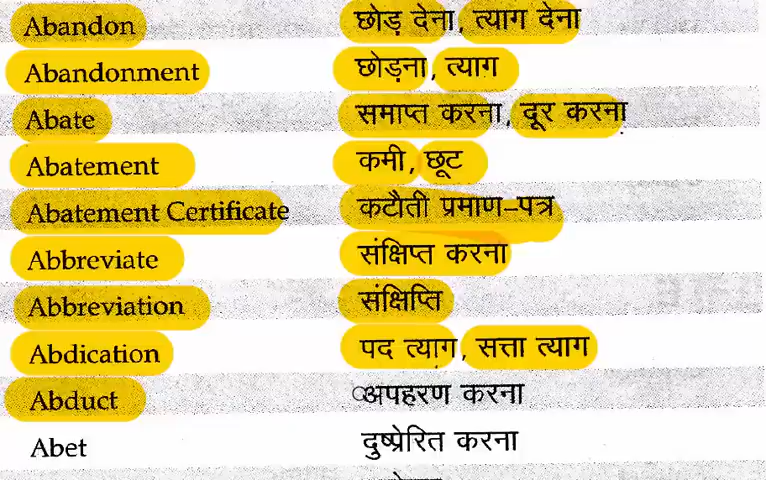 Abandon छोड़ देना, त्याग देना
Abandonment छोड़ना, त्याग
Abate समाप्त करना, दूर करना
Abatement कमी, छूट
Abatement Certificate कटौती प्रमाण-पत्र
Abbreviate संक्षिप्त करना
Abbreviation संक्षिप्ति
Abdication पद त्याग, सत्ता त्याग
Abduct अपहरण करना
Abet दुष्प्रेरित करना